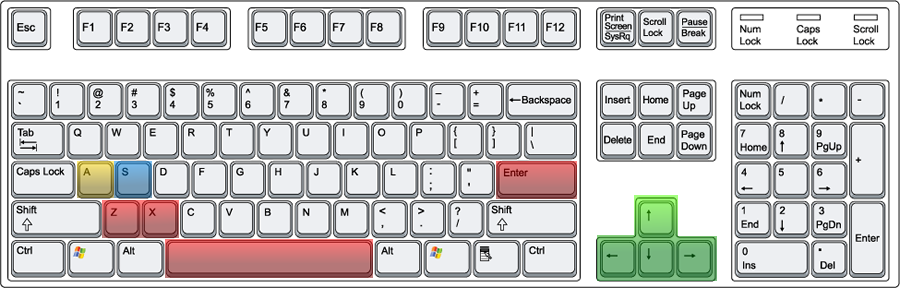 Esc F1 F2 F3 F4 F5 F6 F7 F8 F9 F10 F11 F12 Print Screen SysRq Scroll Lock Pause Break Num Lock Caps Lock Scroll Lock
~ ` ! 1 @ 2 # 3 $ 4 % 5 ^ 6 & 7 * 8 ( 9 ) 0 _ - + = ←Backspace Insert Home Page Up Num Lock / * -
Tab Q W E R T Y U I O P { [ } ] | \ Delete End Page Down 7 Home 8 ↑ 9 PgUp +
Caps Lock A S D F G H J K L : ; " ' Enter 4 ← 5 6 →
Shift Z X C V B N M < , > . ? / Shift ↑ 1 End 2 ↓ 3 PgDn Enter
Ctrl Alt Alt Ctrl ← ↓ → 0 Ins . Del